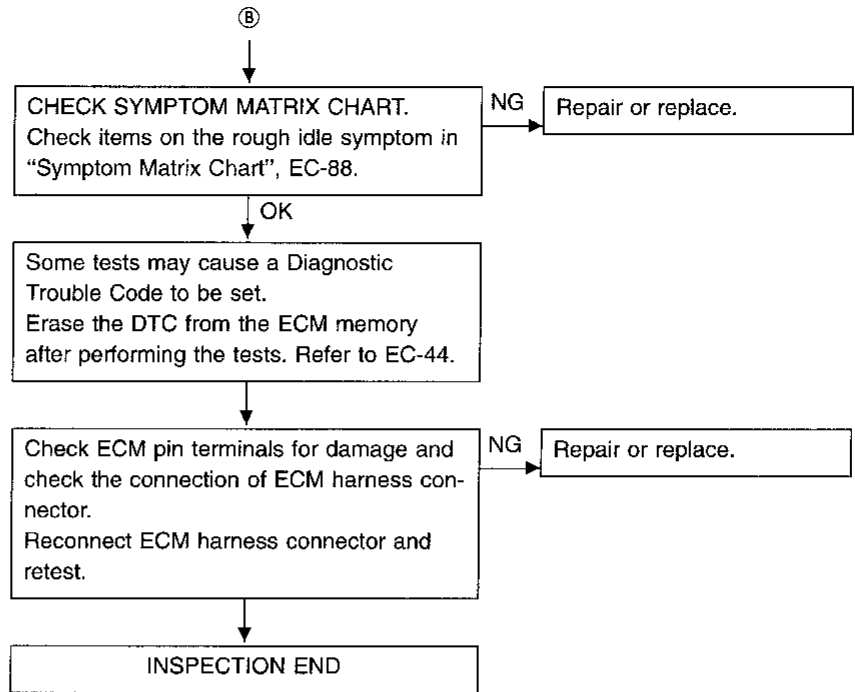 Ⓑ
CHECK SYMPTOM MATRIX CHART.
Check items on the rough idle symptom in
“Symptom Matrix Chart”, EC-88.
NG
Repair or replace.
OK
Some tests may cause a Diagnostic
Trouble Code to be set.
Erase the DTC from the ECM memory
after performing the tests. Refer to EC-44.
Check ECM pin terminals for damage and
check the connection of ECM harness con-
nector.
Reconnect ECM harness connector and
retest.
NG
Repair or replace.
INSPECTION END